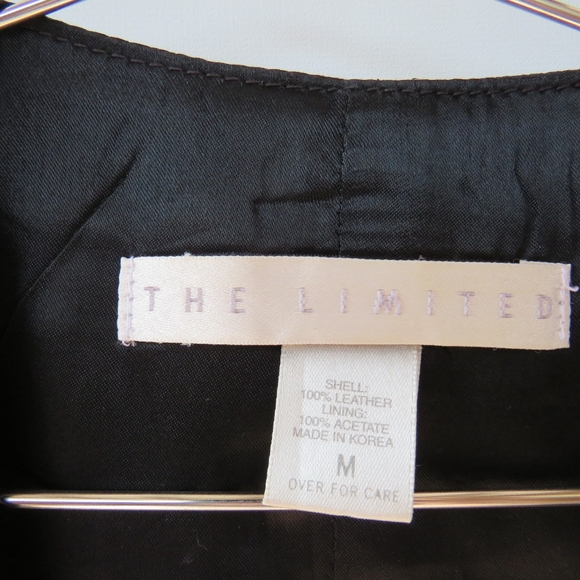 THE LIMITED
SHELL:
100% LEATHER
LINING:
100% ACETATE
MADE IN KOREA
M
OVER FOR CARE